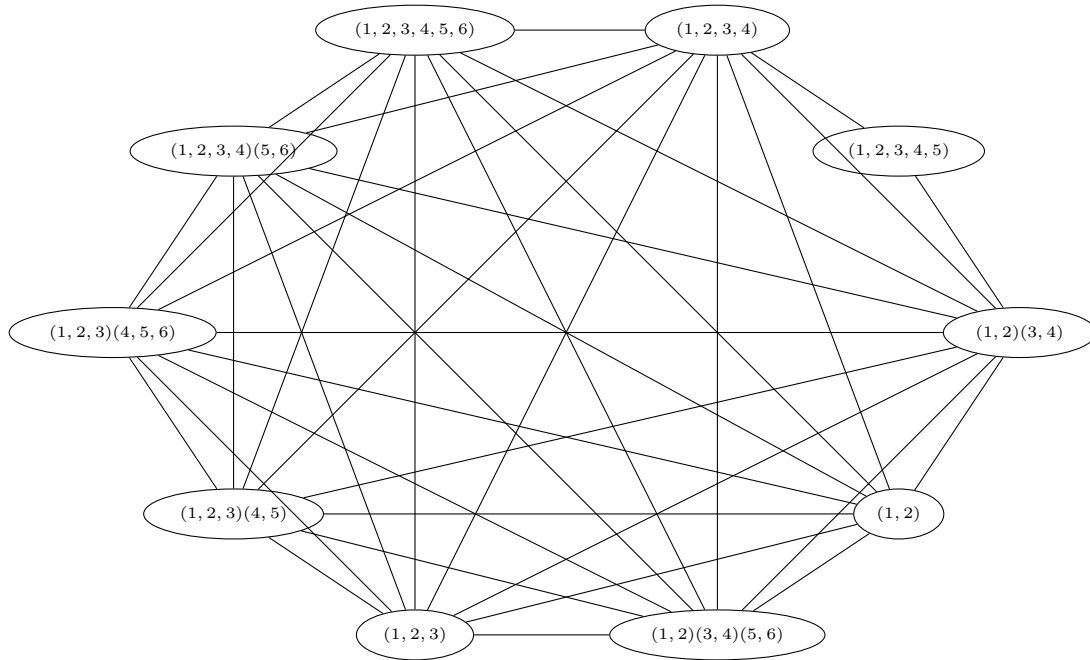 (1, 2, 3, 4, 5, 6)
(1, 2, 3, 4)
(1, 2, 3, 4)(5, 6)
(1, 2, 3, 4, 5)
(1, 2, 3)(4, 5, 6)
(1, 2)(3, 4)
(1, 2, 3)(4, 5)
(1, 2)
(1, 2, 3)
(1, 2)(3, 4)(5, 6)